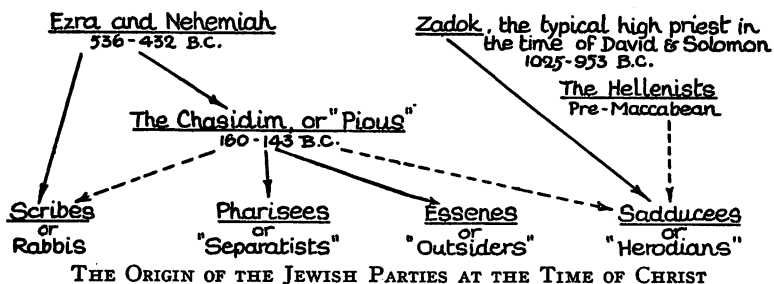 Ezra and Nehemiah
536-432 B.C.
Zadok, the typical high priest in
the time of David & Solomon
1025-953 B.C.
The Hellenists
Pre-Maccabean
The Chasidim, or "Pious"
160-143 B.C.
Scribes
or
Rabbis
Pharisees
or
"Separatists"
Essenes
or
"Outsiders"
Sadducees
or
"Herodians"
THE ORIGIN OF THE JEWISH PARTIES AT THE TIME OF CHRIST